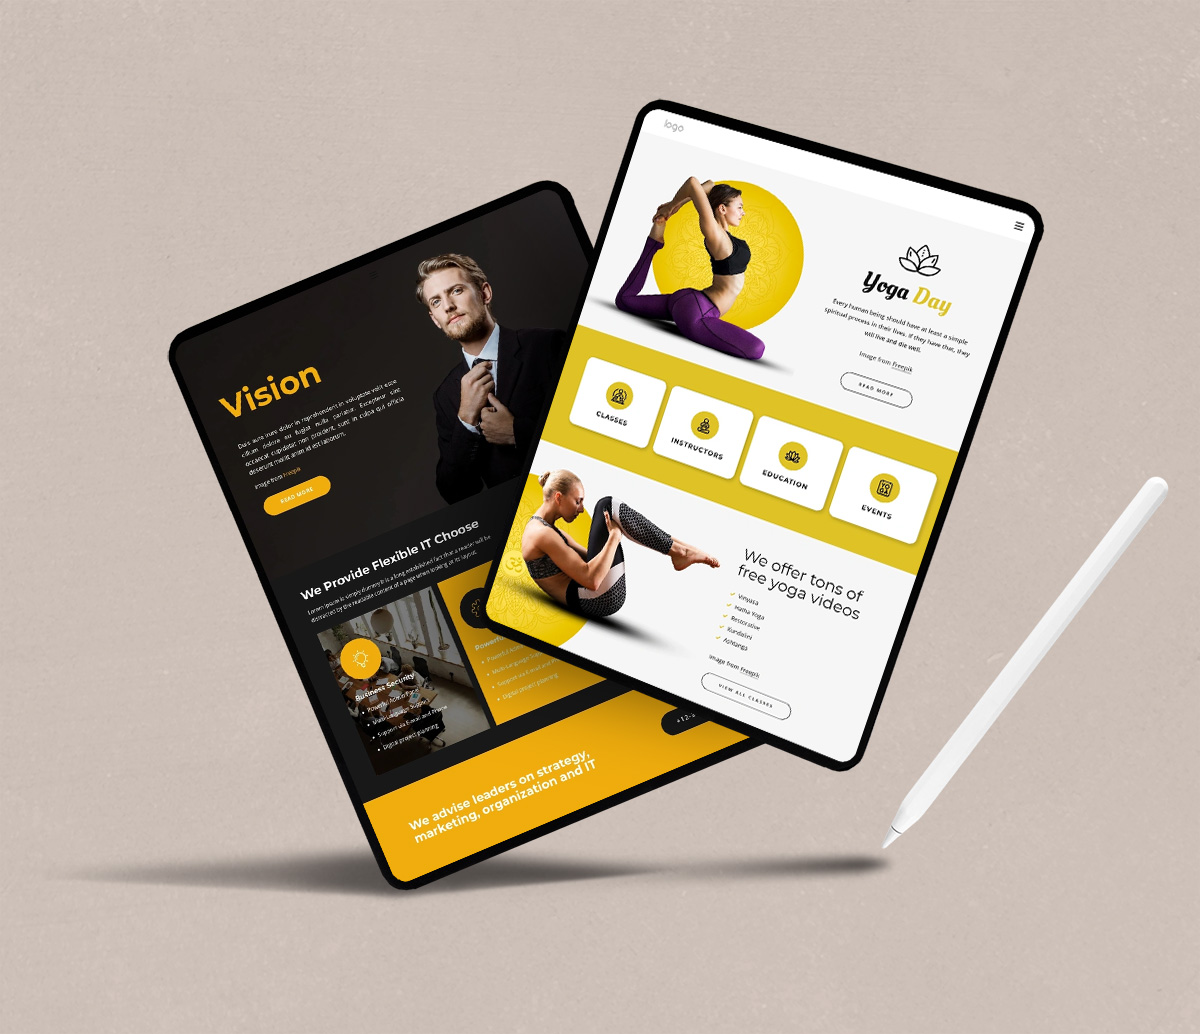 logo
Yoga Day
Every human being should have at least a simple
spiritual process in their lives. If they have that, they
will live and die well.
Image from Freepik
READ MORE
CLASSES
INSTRUCTORS
EDUCATION
YO
GA
EVENTS
We offer tons of
free yoga videos
Vinyasa
Hatha Yoga
Restorative
Kundalini
Ashtanga
Image from Freepik
VIEW ALL CLASSES
Vision
Duis aute irure dolor in reprehenderit in voluptate velit esse
cillum dolore eu fugiat nulla pariatur. Excepteur sint
occaecat cupidatat non proident, sunt in culpa qui officia
deserunt mollit anim id est laborum.
Image from Freepik
READ MORE
We Provide Flexible IT Choose
Lorem Ipsum is simply dummy It is a long established fact that a reader will be
distracted by the readable content of a page when looking at its layout.
Business Security
Powerful Admin Panel
Multi-Language Support
Support via E-mail and Phone
Digital project planning
Powerfu
Powerful Admin
Multi-Language Supp
Support via E-mail and Ph
Digital project planning
We advise leaders on strategy,
marketing, organization and IT
+12-3